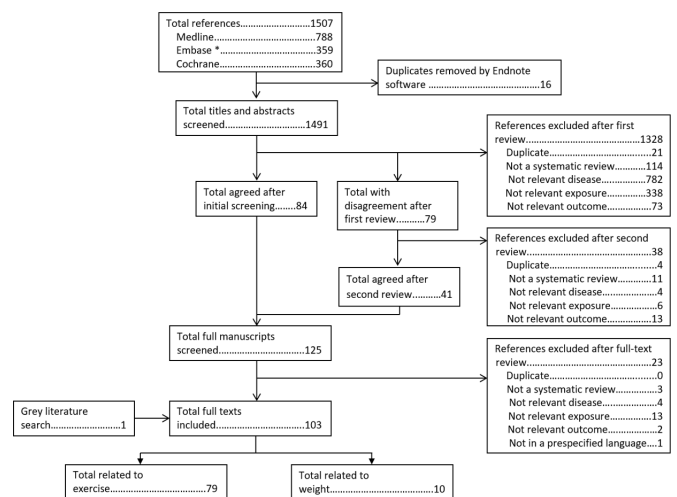 Total references....................1507
Medline.............................788
Embase *............................359
Cochrane............................360
Duplicates removed by Endnote
software ................................16
Total titles and abstracts
screened............................1491
References excluded after first
review....................................1328
Duplicate..................................21
Not a systematic review...........114
Not relevant disease................782
Not relevant exposure..............338
Not relevant outcome................73
Total agreed after
initial screening........84
Total with
disagreement after
first review..........79
References excluded after second
review.......................................38
Duplicate...................................4
Not a systematic review............11
Not relevant disease...................4
Not relevant exposure.................6
Not relevant outcome................13
Total agreed after
second review...........41
Total full manuscripts
screened............................125
References excluded after full-text
review......................................23
Duplicate...................................0
Not a systematic review..............3
Not relevant disease...................4
Not relevant exposure...............13
Not relevant outcome.................2
Not in a prespecified language...1
Grey literature
search..........................1
Total full texts
included.............................103
Total related to
exercise....................................79
Total related to
weight.....................................10